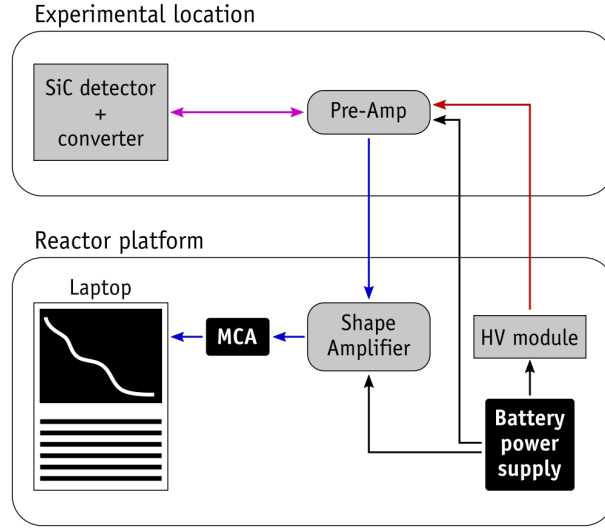 Experimental location
SiC detector
+
converter
Pre-Amp
Reactor platform
Laptop
MCA
Shape
Amplifier
HV module
Battery
power
supply